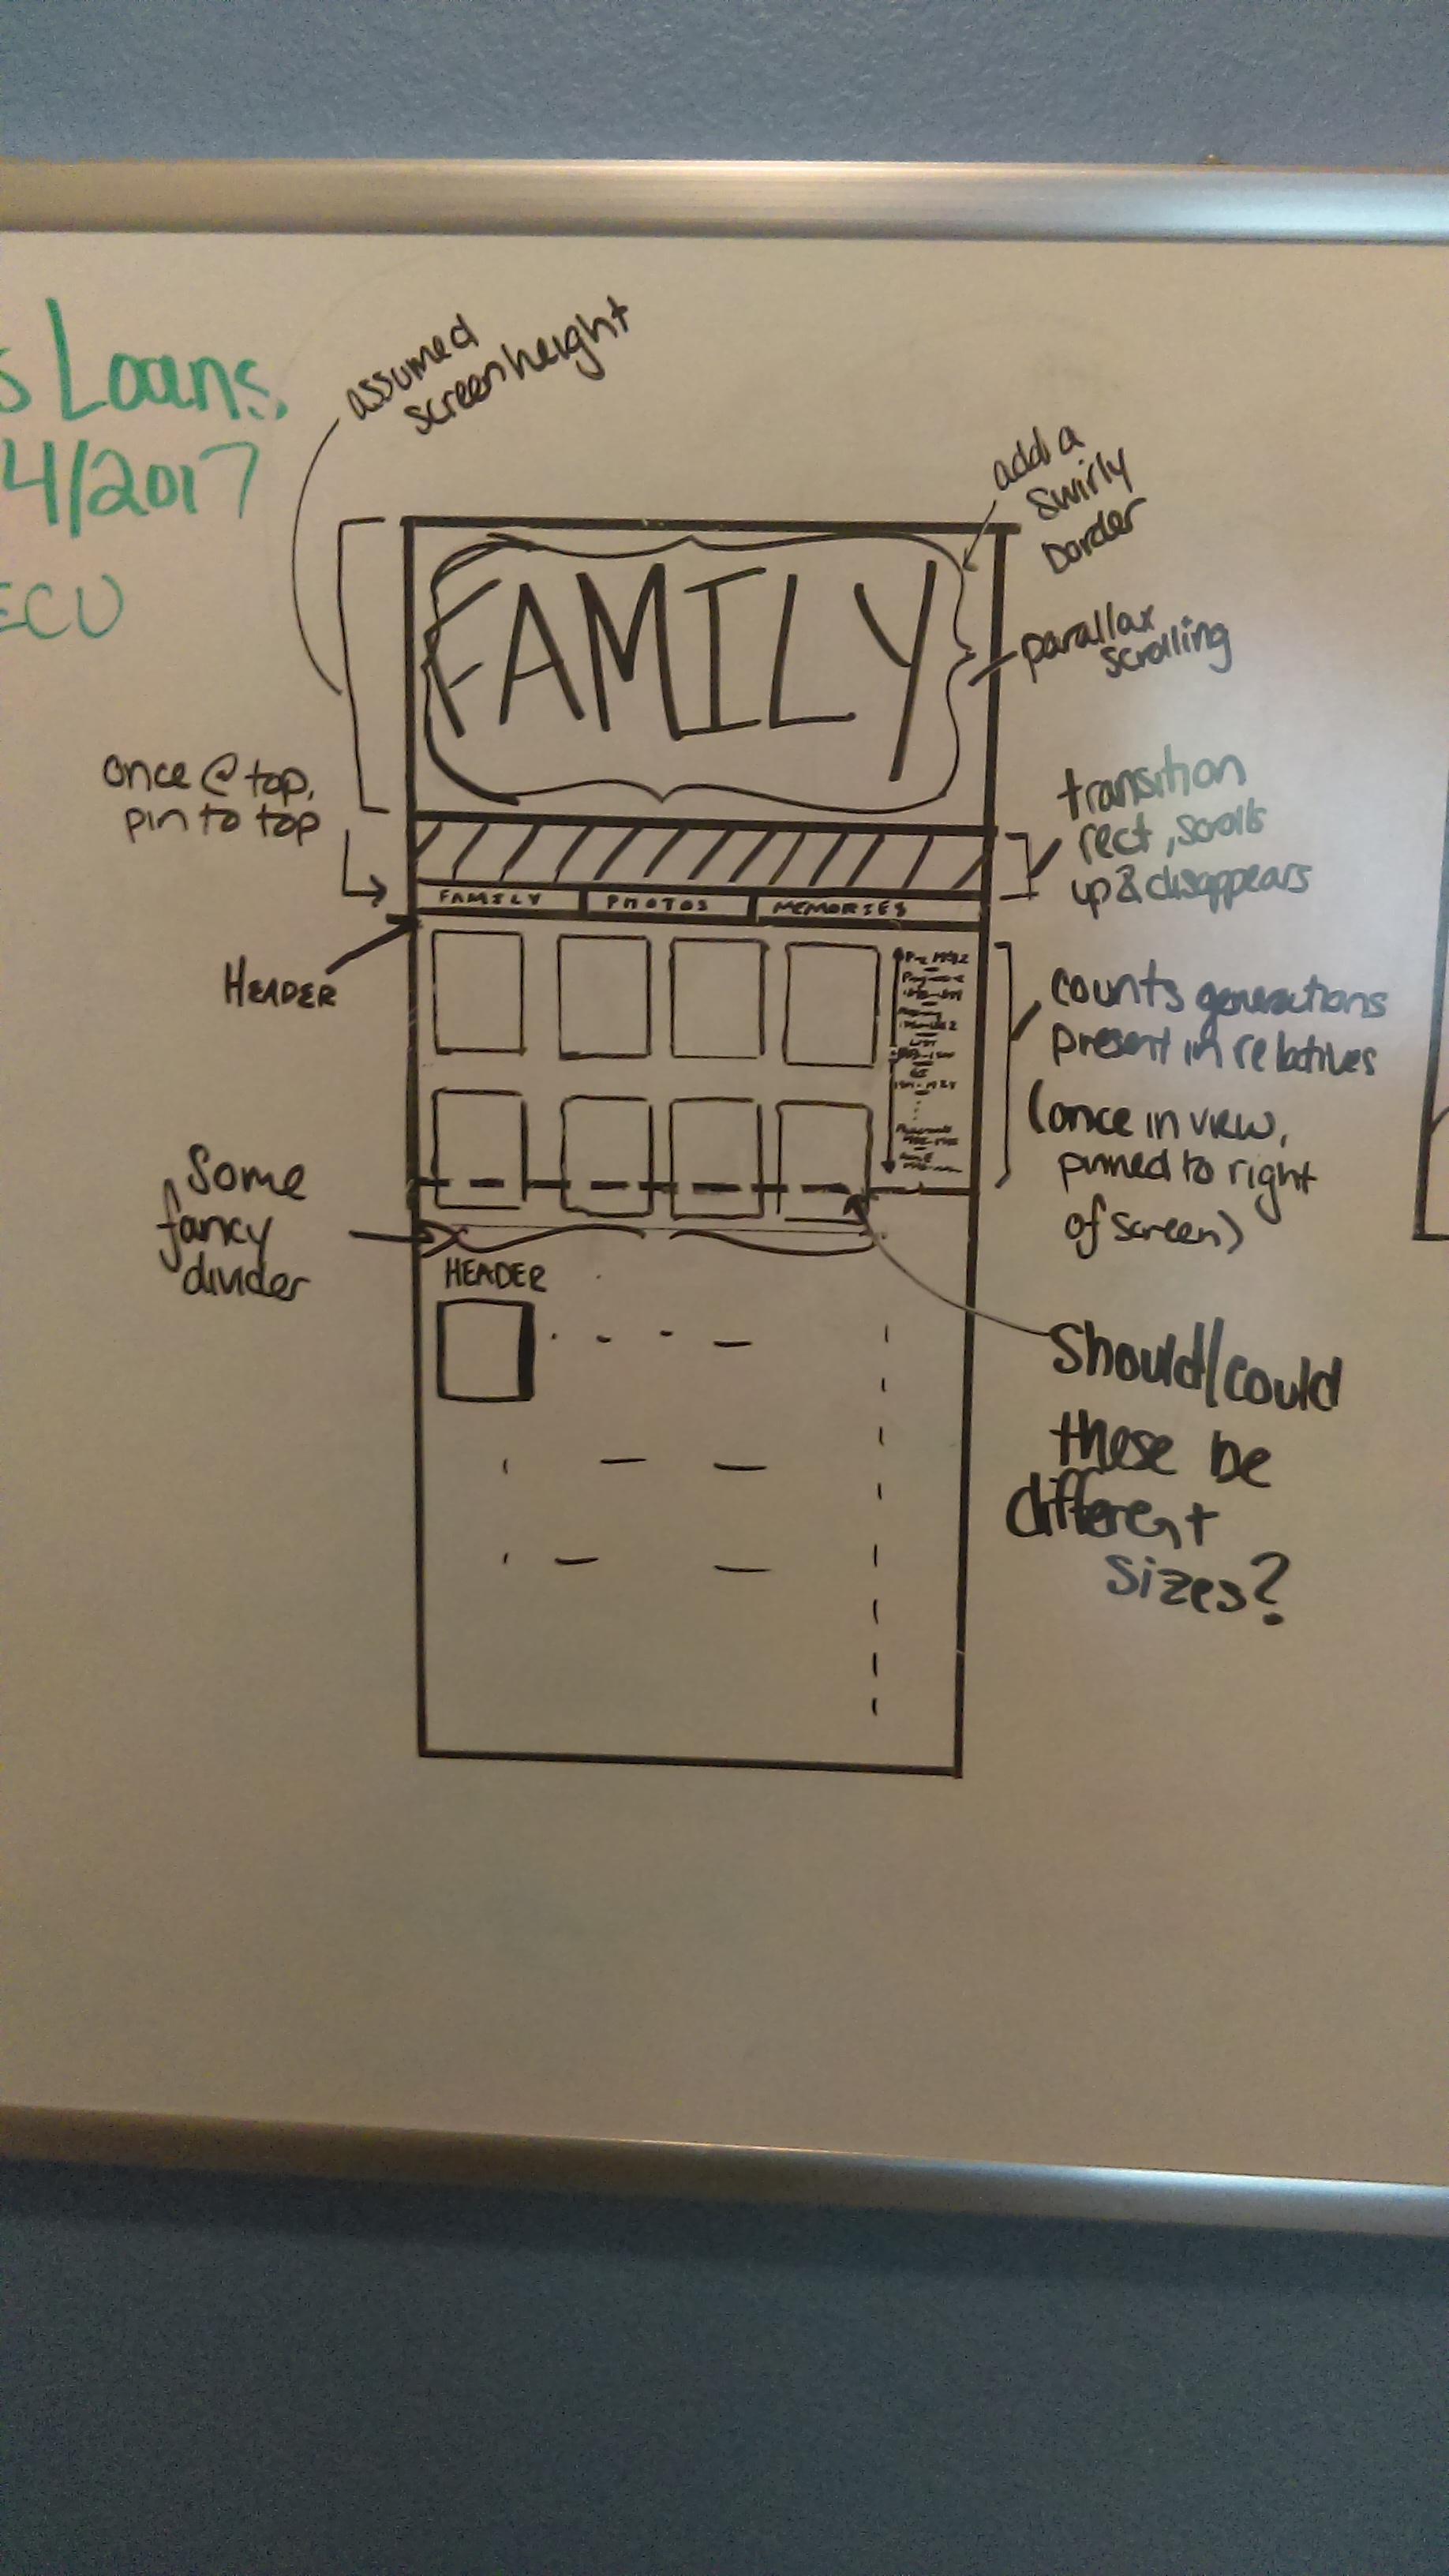 s Loans.
4/2017
ECU
assumed
screen height
add a
swirly
border
FAMILY
parallax
scrolling
once @ top,
pin to top
transition
rect, scrolls
up & disappears
FAMILY PHOTOS MEMORIES
HEADER
counts generations
present in relatives
(once in view,
pinned to right
of screen)
Some
fancy
divider
HEADER
Should/could
these be
different
sizes?